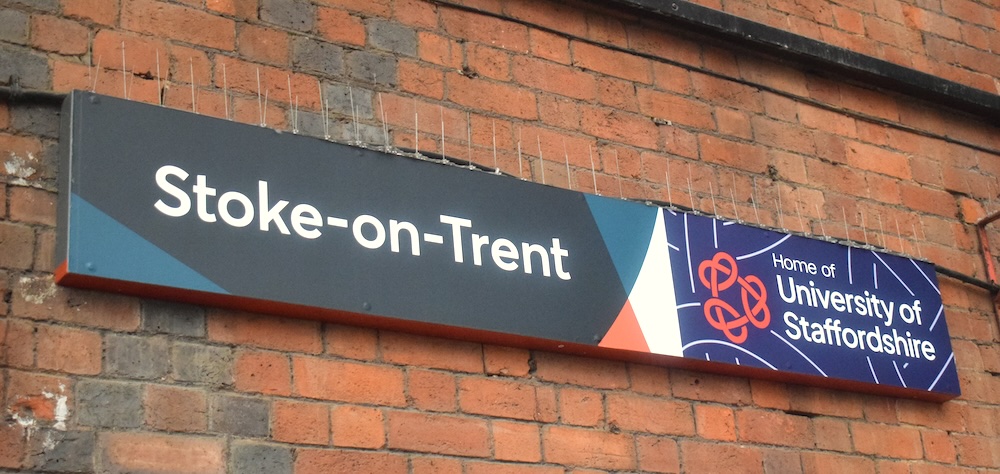 Stoke-on-Trent
Home of
University of
Staffordshire